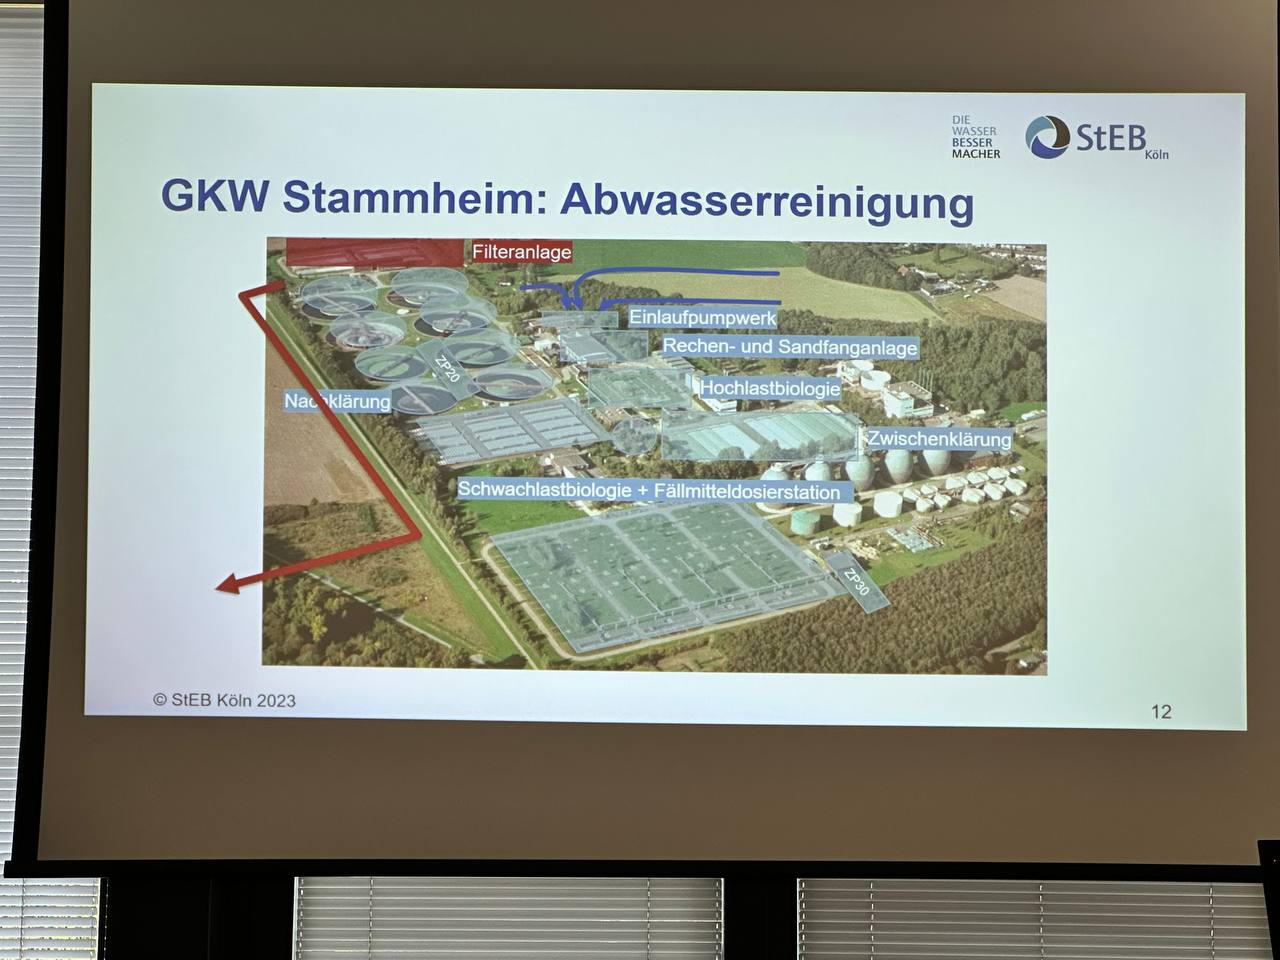 DIE
WASSER
BESSER
MACHER
StEB
Köln
GKW Stammheim: Abwasserreinigung
Filteranlage
Einlaufpumpwerk
Rechen- und Sandfanganlage
ZP20
Hochlastbiologie
Nachklärung
Zwischenklärung
Schwachlastbiologie + Fällmitteldosierstation
ZP30
© StEB Köln 2023
12